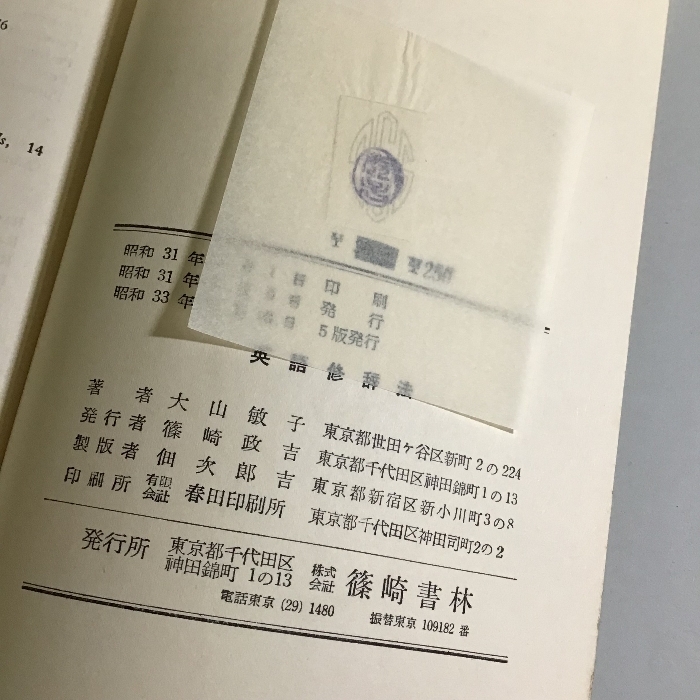 6
ls, 14
¥250
昭和 31 年 印刷
昭和 31 年 発行
昭和 33 年 5版発行
英語修辞法
著者 大山敏子 東京都世田ヶ谷区新町2の224
発行者 篠崎政吉 東京都千代田区神田錦町1の13
製版者 佃次郎吉 東京都新宿区新小川町3の8
印刷所 有限会社 春田印刷所 東京都千代田区神田司町2の2
発行所 東京都千代田区神田錦町1の13 株式会社 篠崎書林
電話東京 (29) 1480 振替東京 109182 番